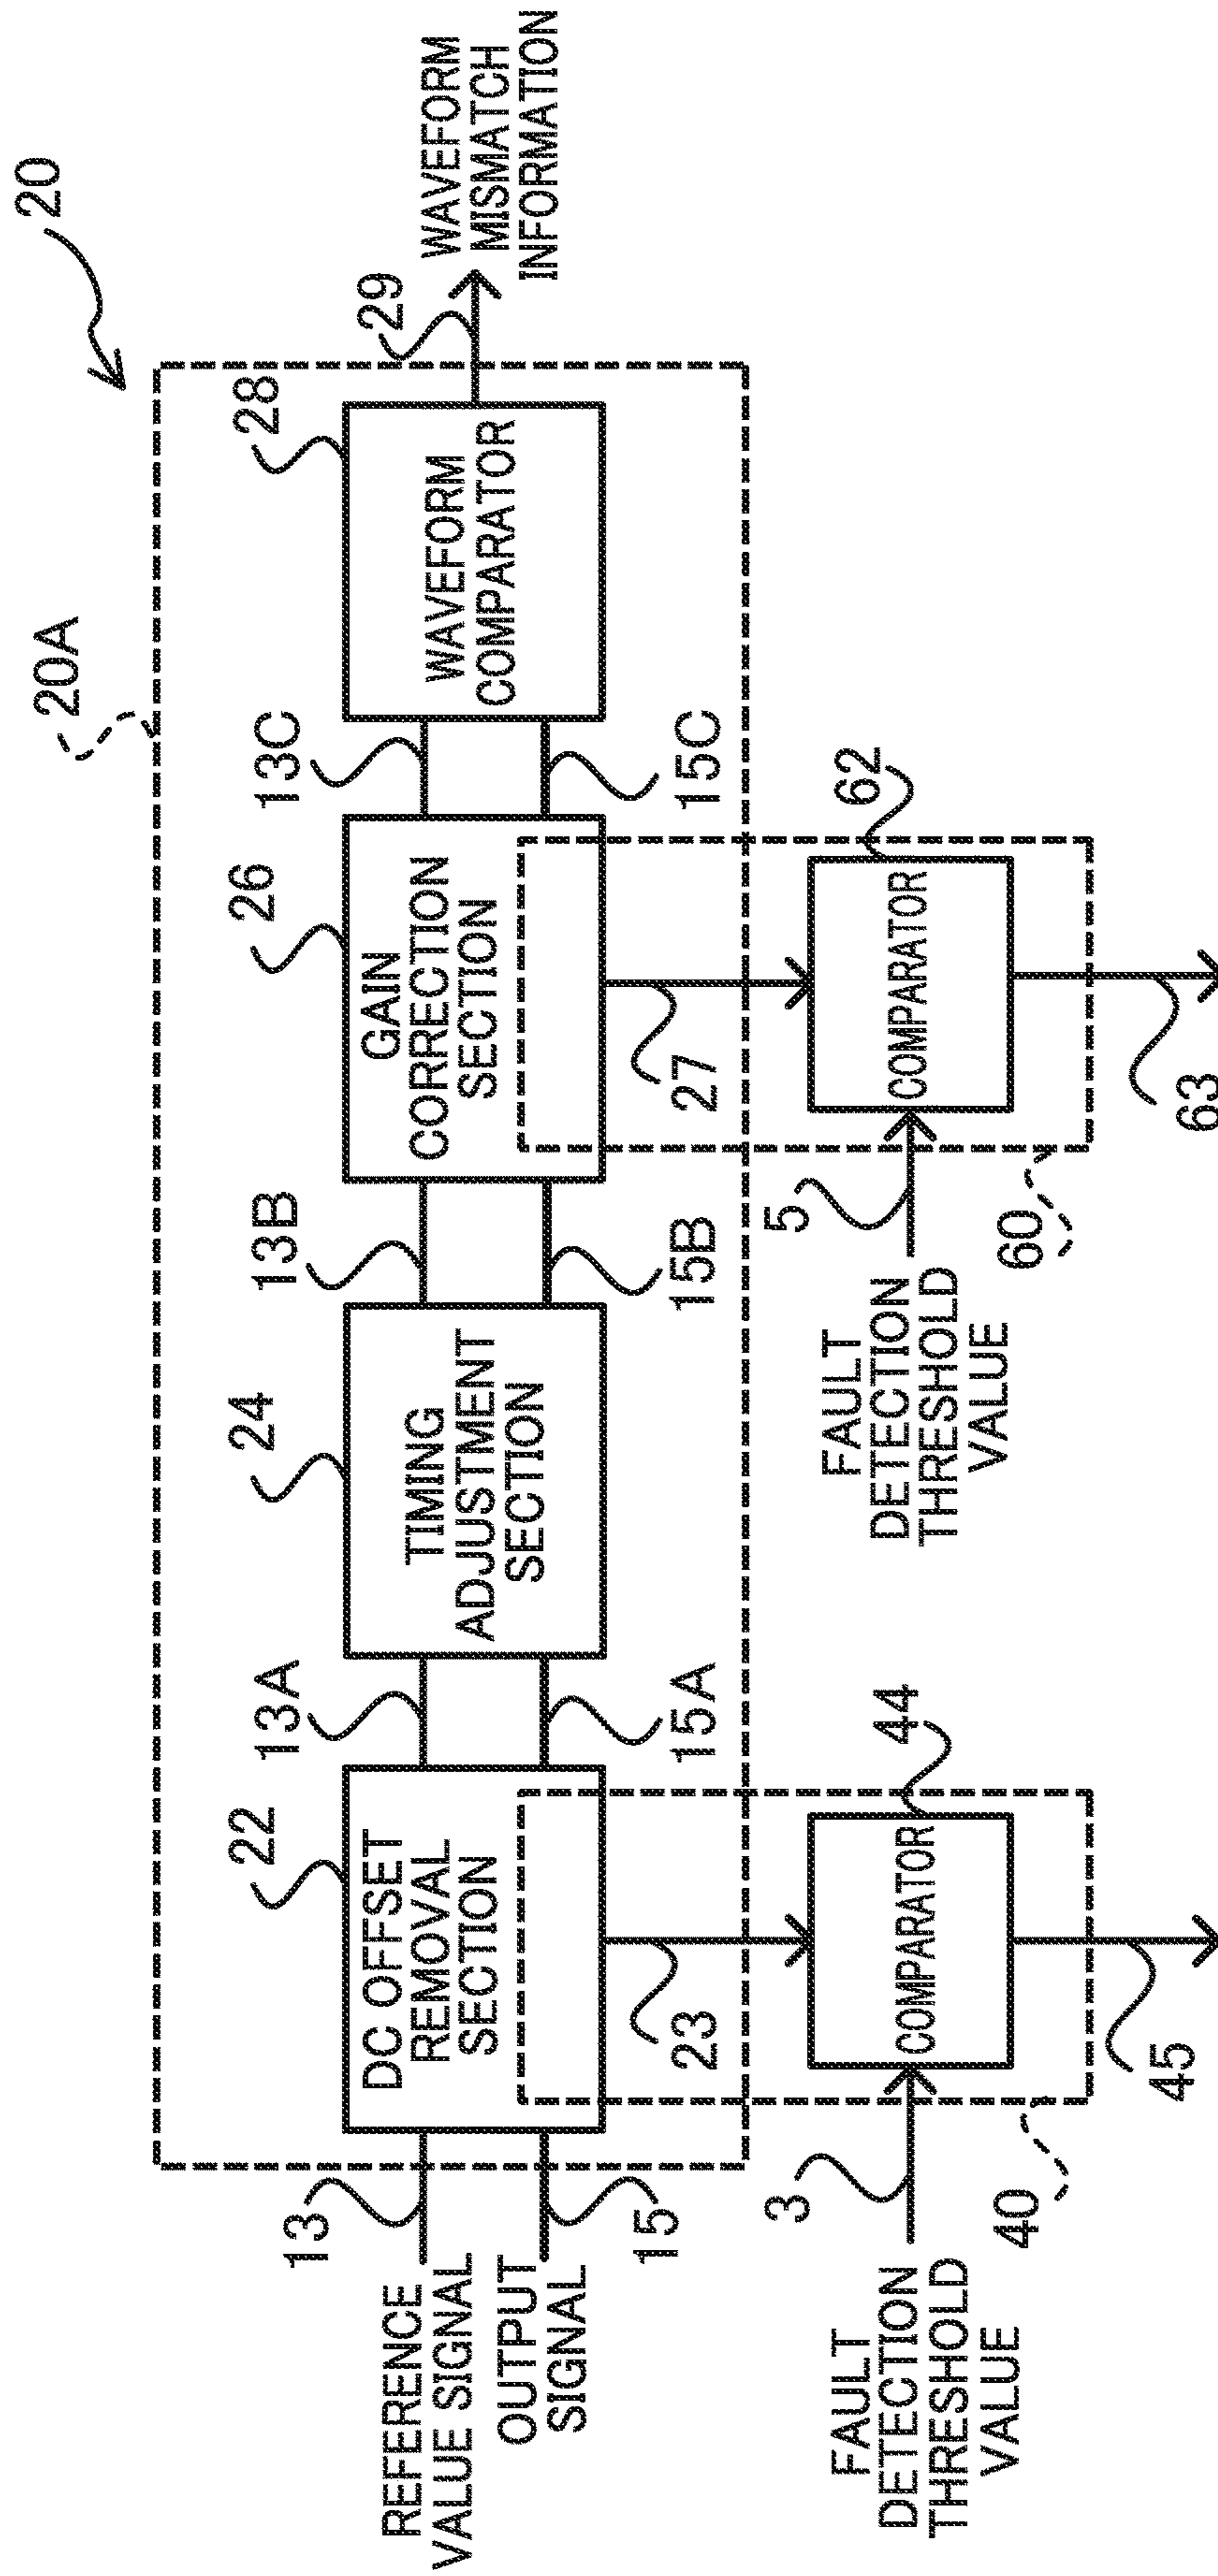 20
20A
WAVEFORM
MISMATCH
INFORMATION
29
28
WAVEFORM
COMPARATOR
13C
15C
26
GAIN
CORRECTION
SECTION
13B
15B
24
TIMING
ADJUSTMENT
SECTION
13A
15A
22
DC OFFSET
REMOVAL
SECTION
13
REFERENCE
VALUE SIGNAL
15
OUTPUT
SIGNAL
23
44
COMPARATOR
3
FAULT
DETECTION
THRESHOLD
VALUE
40
45
27
62
COMPARATOR
5
FAULT
DETECTION
THRESHOLD
VALUE
60
63